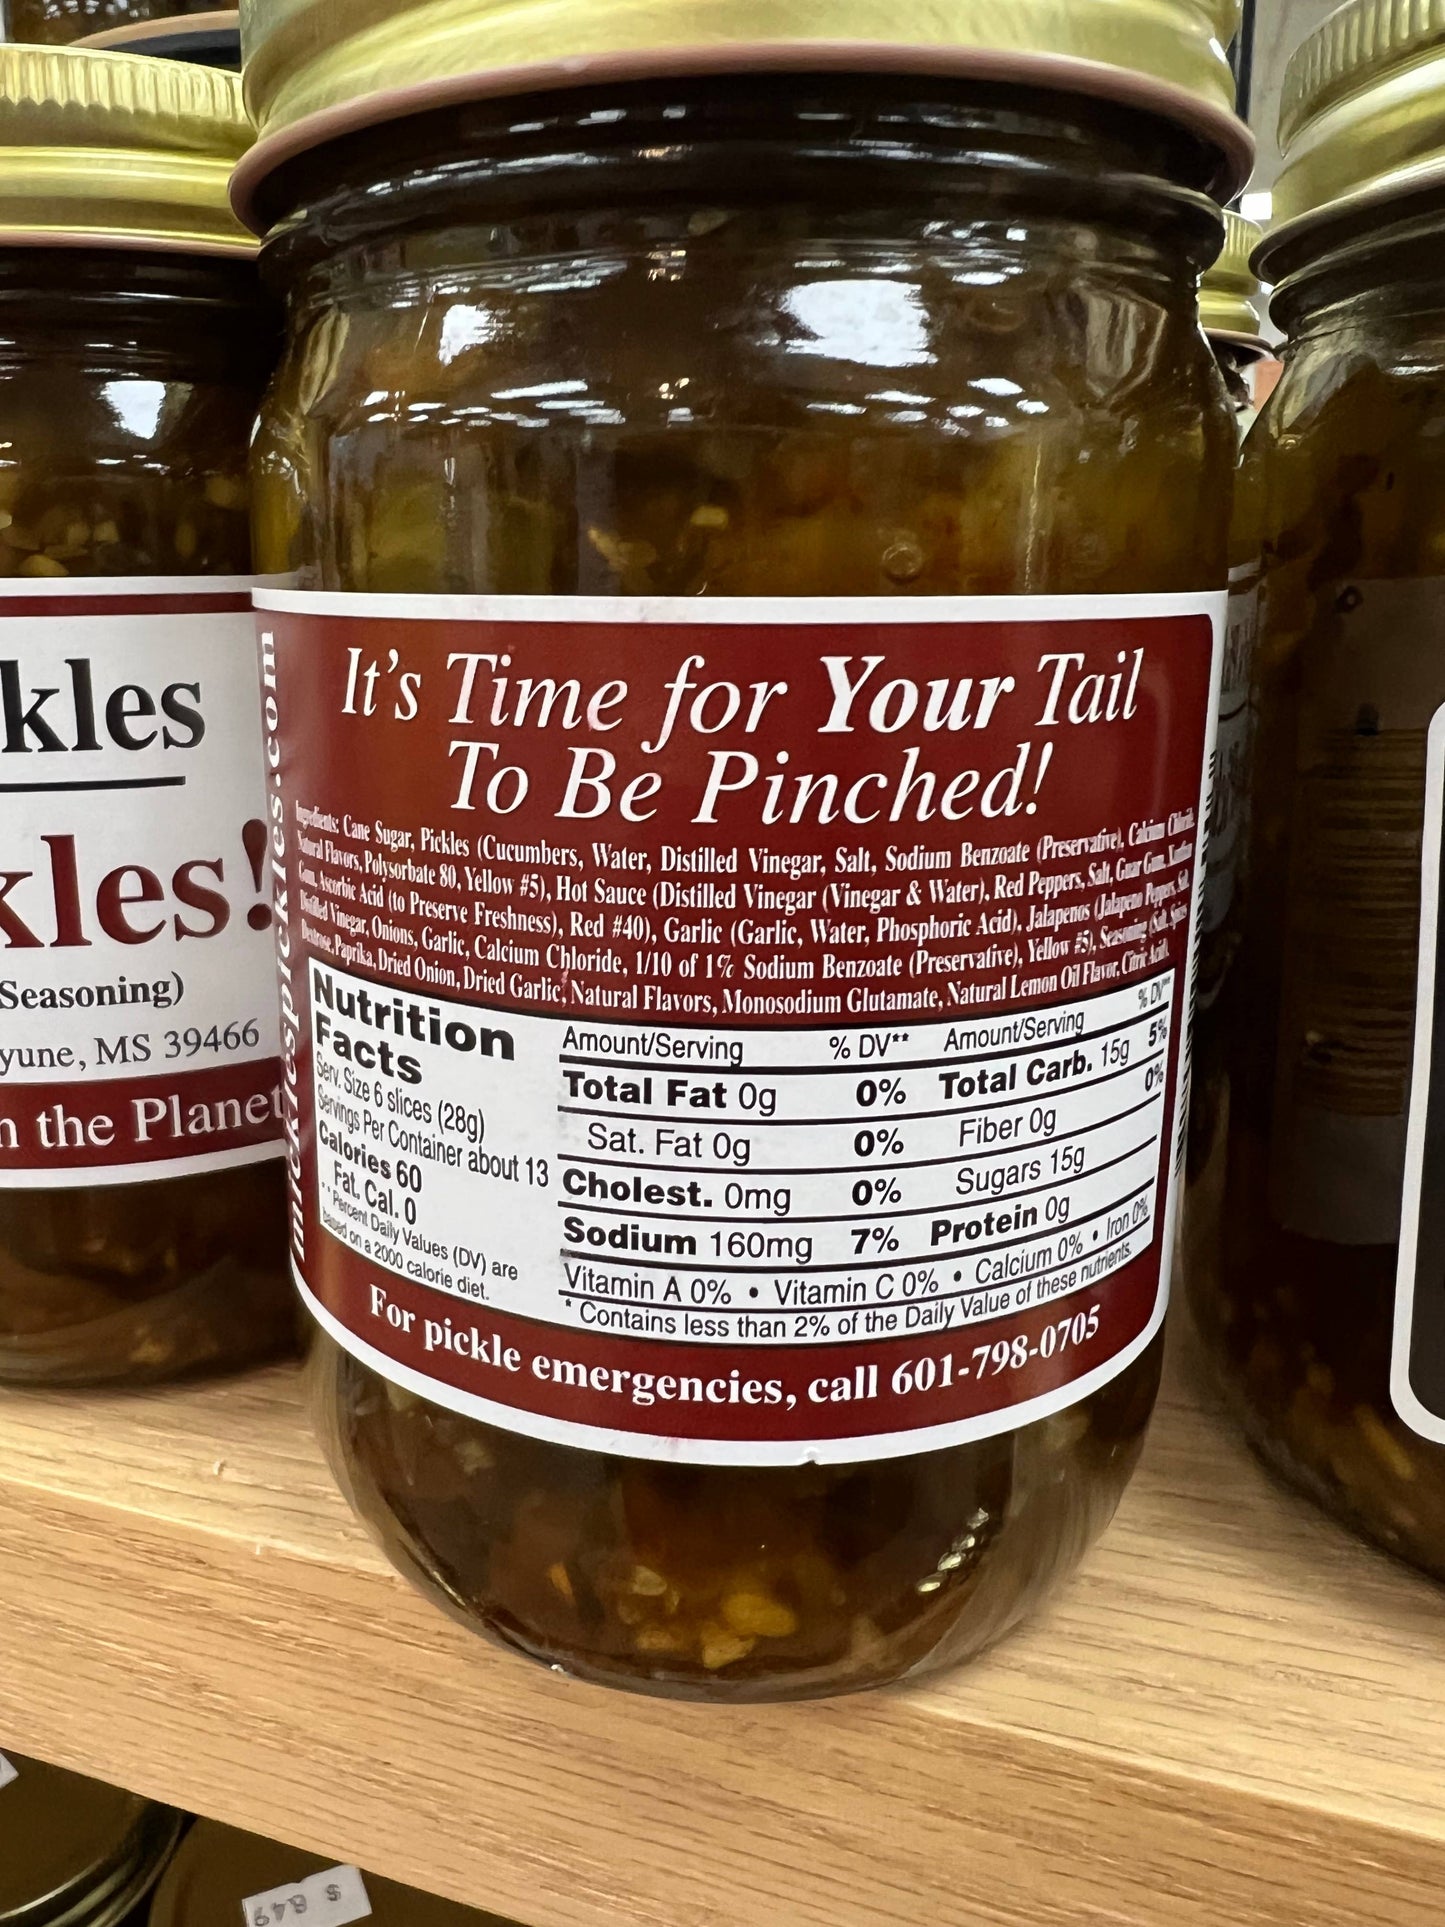 kles
kles!
Seasoning)
yune, MS 39466
n the Planet
icklespickles.com
It's Time for Your Tail
To Be Pinched!
Ingredients: Cane Sugar, Pickles (Cucumbers, Water, Distilled Vinegar, Salt, Sodium Benzoate (Preservative), Calcium Chloride,
Natural Flavors, Polysorbate 80, Yellow #5), Hot Sauce (Distilled Vinegar (Vinegar & Water), Red Peppers, Salt, Guar Gum, Xanthan
Gum, Ascorbic Acid (to Preserve Freshness), Red #40), Garlic (Garlic, Water, Phosphoric Acid), Jalapenos (Jalapeno Peppers, Salt,
Distilled Vinegar, Onions, Garlic, Calcium Chloride, 1/10 of 1% Sodium Benzoate (Preservative), Yellow #5), Seasoning (Salt, Spices
Dextrose, Paprika, Dried Onion, Dried Garlic, Natural Flavors, Monosodium Glutamate, Natural Lemon Oil Flavor, Citric Acid).
Nutrition
Facts
Serv. Size 6 slices (28g)
Servings Per Container about 13
Calories 60
Fat. Cal. 0
**Percent Daily Values (DV) are
based on a 2000 calorie diet.
Amount/Serving % DV** Amount/Serving % DV**
Total Fat 0g 0% Total Carb. 15g 5%
Sat. Fat 0g 0% Fiber 0g 0%
Cholest. 0mg 0% Sugars 15g
Sodium 160mg 7% Protein 0g
Vitamin A 0% • Vitamin C 0% • Calcium 0% • Iron 0%
* Contains less than 2% of the Daily Value of these nutrients.
For pickle emergencies, call 601-798-0705
$ 8.49